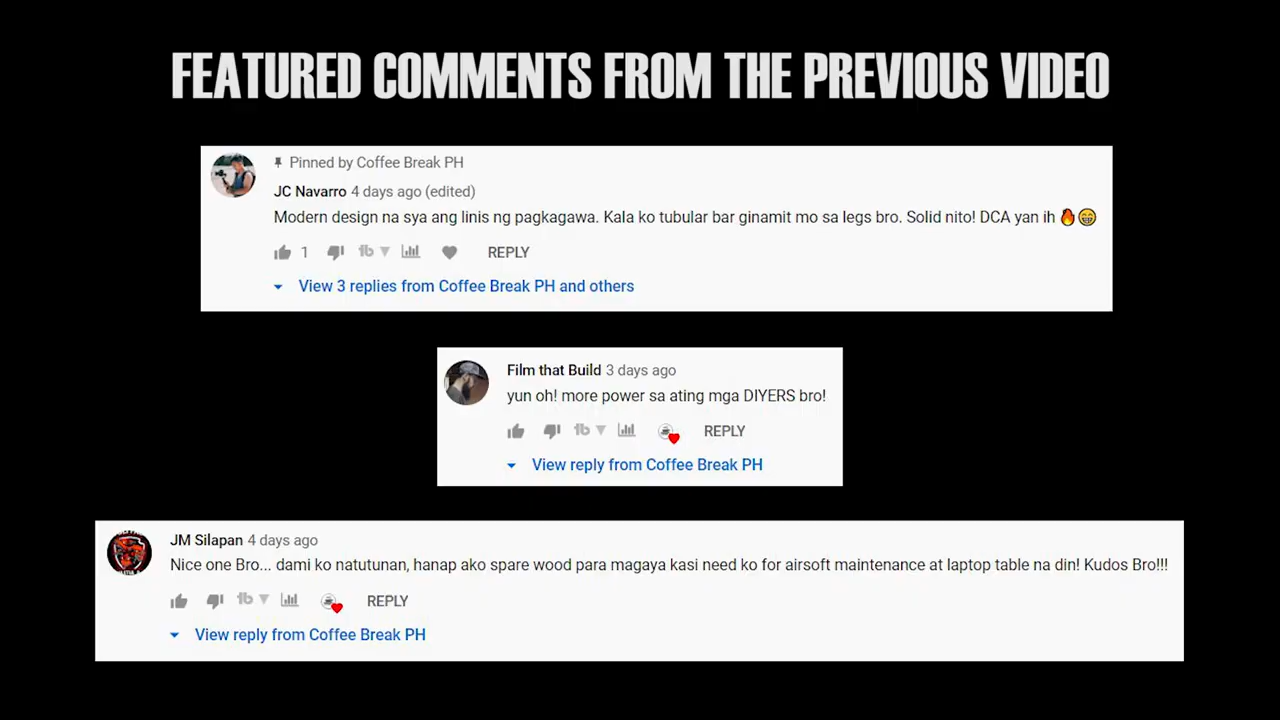 FEATURED COMMENTS FROM THE PREVIOUS VIDEO
Pinned by Coffee Break PH
JC Navarro 4 days ago (edited)
Modern design na sya ang linis ng pagkagawa. Kala ko tubular bar ginamit mo sa legs bro. Solid nito! DCA yan ih 🔥😁
1 tb REPLY
View 3 replies from Coffee Break PH and others
Film that Build 3 days ago
yun oh! more power sa ating mga DIYERS bro!
tb REPLY
View reply from Coffee Break PH
JM Silapan 4 days ago
Nice one Bro... dami ko natutunan, hanap ako spare wood para magaya kasi need ko for airsoft maintenance at laptop table na din! Kudos Bro!!!
tb REPLY
View reply from Coffee Break PH